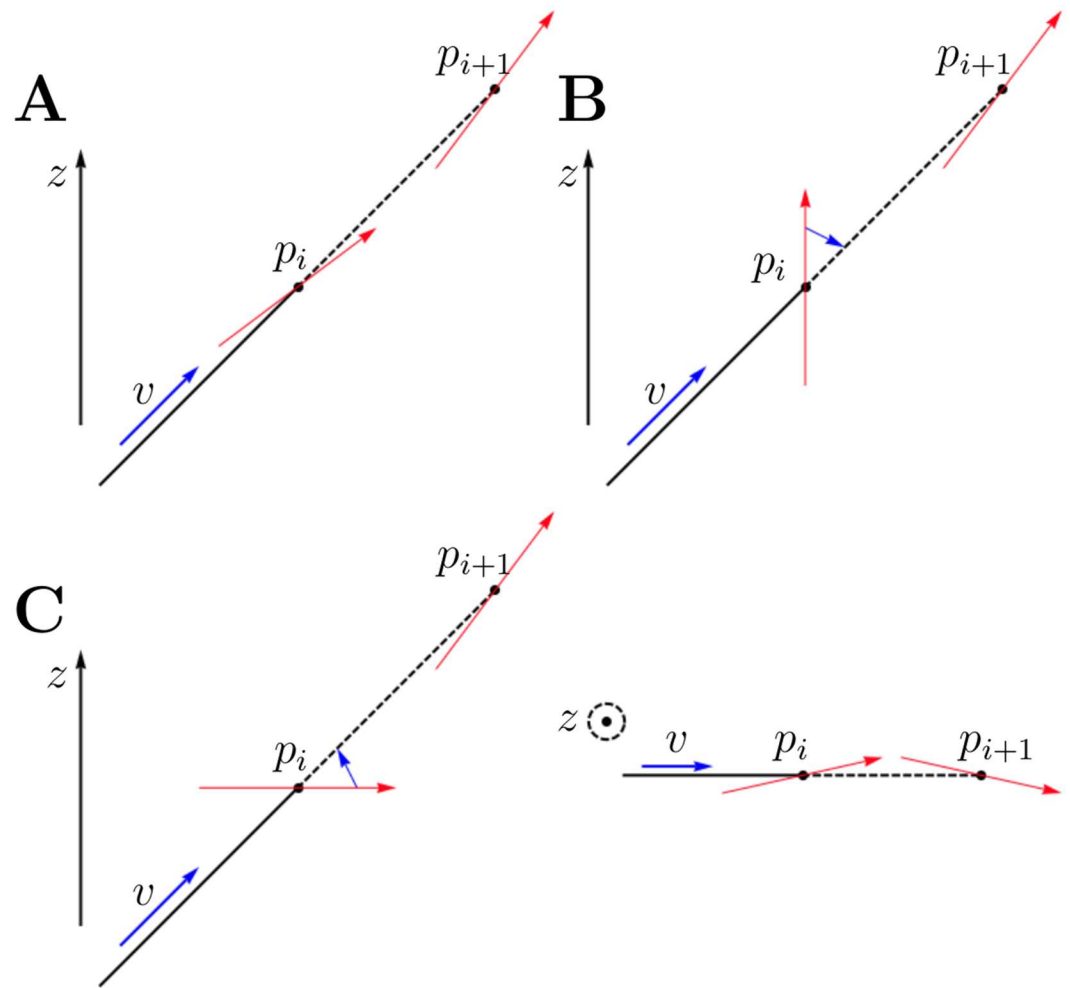 A
p_{i+1}
z
p_i
v
B
p_{i+1}
z
p_i
v
C
p_{i+1}
z
p_i
v
z
v
p_i
p_{i+1}